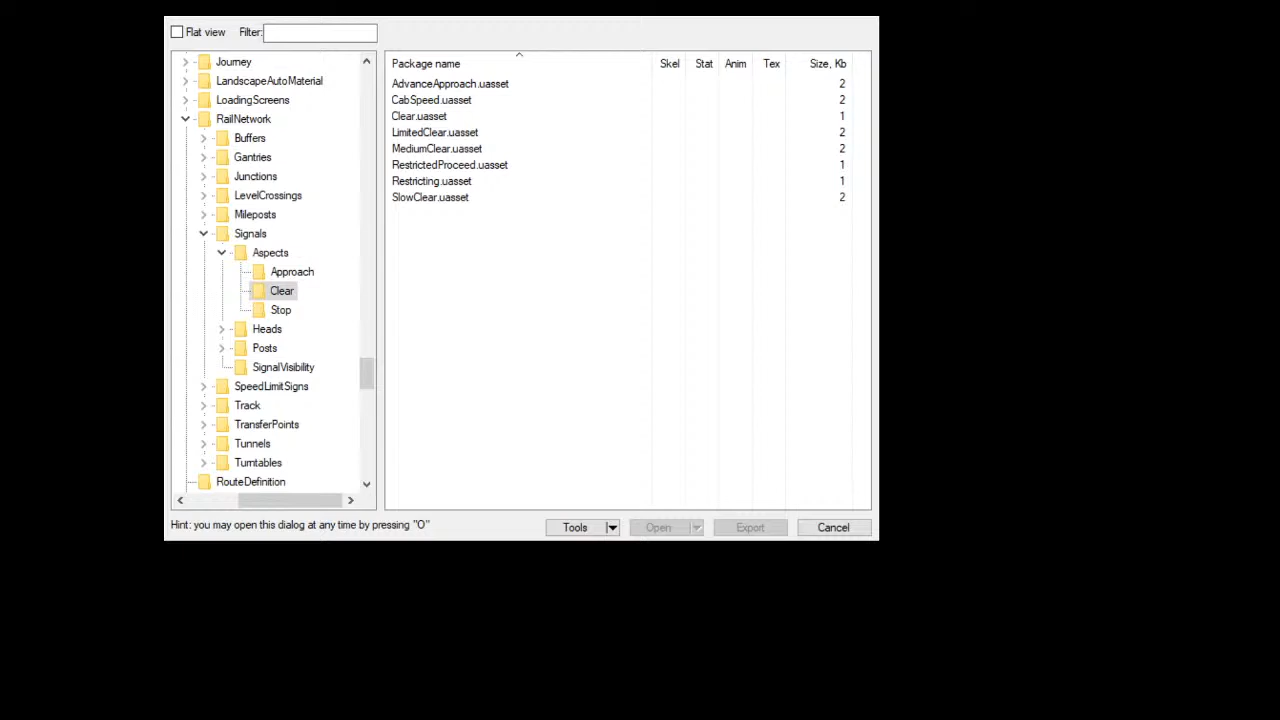 Flat view Filter:
Journey
LandscapeAutoMaterial
LoadingScreens
RailNetwork
Buffers
Gantries
Junctions
LevelCrossings
Mileposts
Signals
Aspects
Approach
Clear
Stop
Heads
Posts
SignalVisibility
SpeedLimitSigns
Track
TransferPoints
Tunnels
Turntables
RouteDefinition
Package name Skel Stat Anim Tex Size, Kb
AdvanceApproach.uasset 2
CabSpeed.uasset 2
Clear.uasset 1
LimitedClear.uasset 2
MediumClear.uasset 2
RestrictedProceed.uasset 1
Restricting.uasset 1
SlowClear.uasset 2
Hint: you may open this dialog at any time by pressing "O"
Tools Open Export Cancel